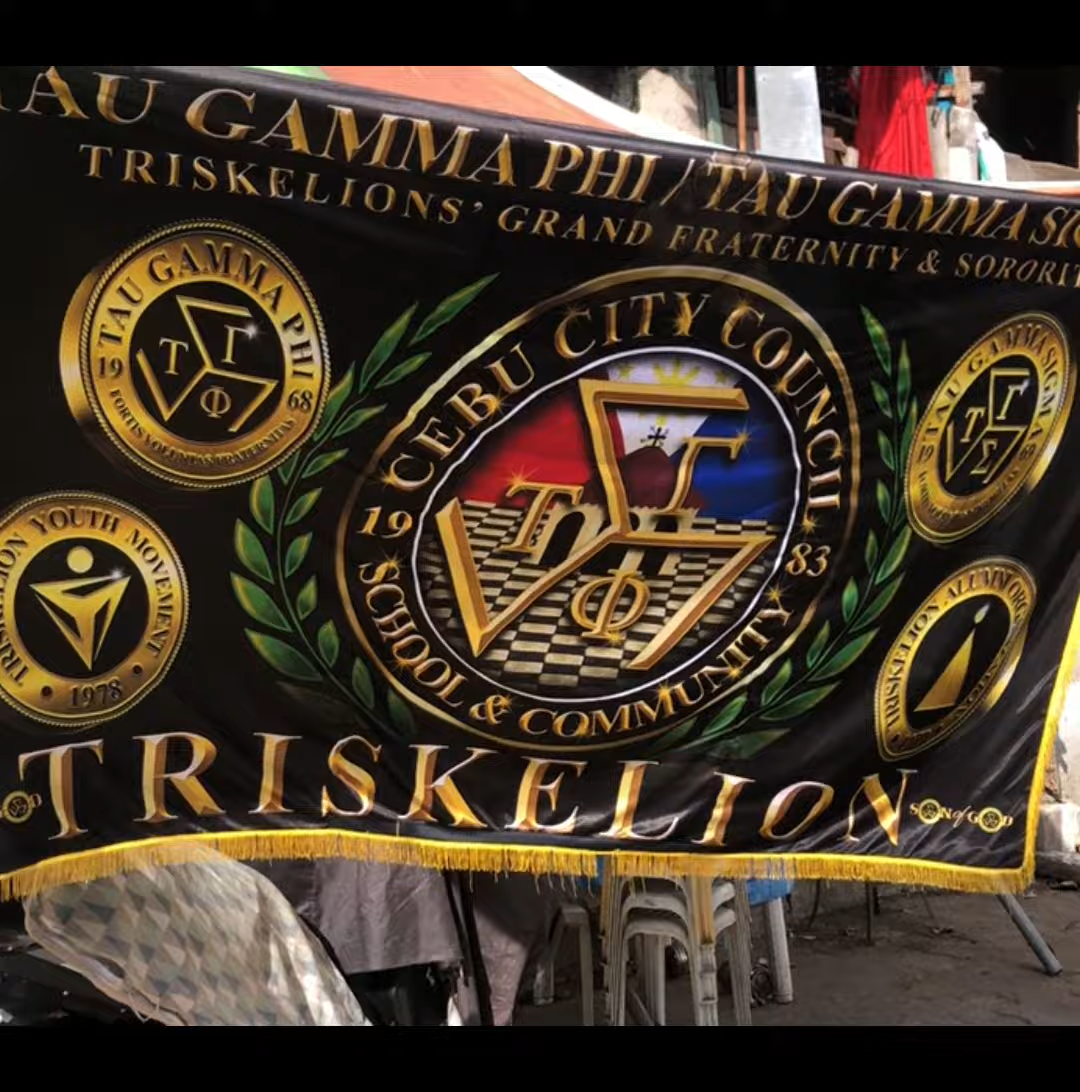 TAU GAMMA PHI / TAU GAMMA SIG
TRISKELIONS' GRAND FRATERNITY & SORORIT
TAU GAMMA PHI
19 68
FORTIS VOLUNTAS FRATERNITAS
Τ Γ Φ
CEBU CITY COUNCIL
19 83
SCHOOL & COMMUNITY
Τ Γ Φ
TAU GAMMA SIGMA
Τ Γ Σ
TRISKELION YOUTH MOVEMENT
1978
TRISKELION ALUMNI ORG
TRISKELION
SON of GOD